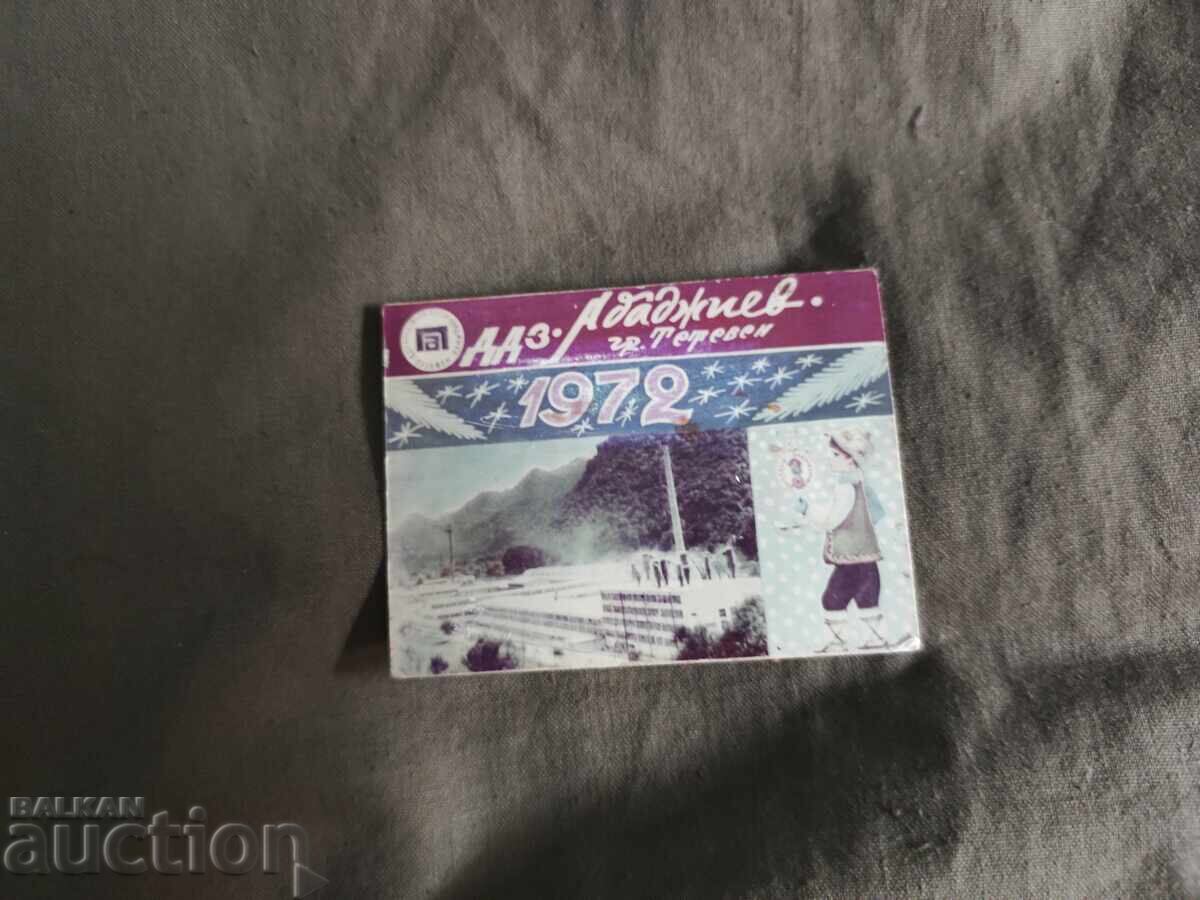 ДАЗ. Абаджиев.
гр. Тетевен
1972
BALKAN
auction